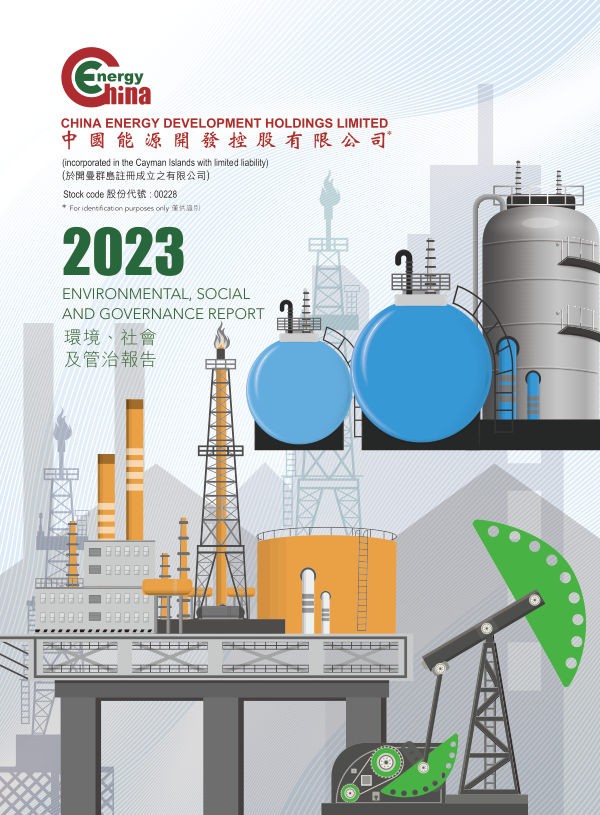 Energy
China
CHINA ENERGY DEVELOPMENT HOLDINGS LIMITED
中國能源開發控股有限公司*
(incorporated in the Cayman Islands with limited liability)
(於開曼群島註冊成立之有限公司)
Stock code 股份代號 : 00228
* For identification purposes only 僅供識別
2023
ENVIRONMENTAL, SOCIAL
AND GOVERNANCE REPORT
環境、社會
及管治報告